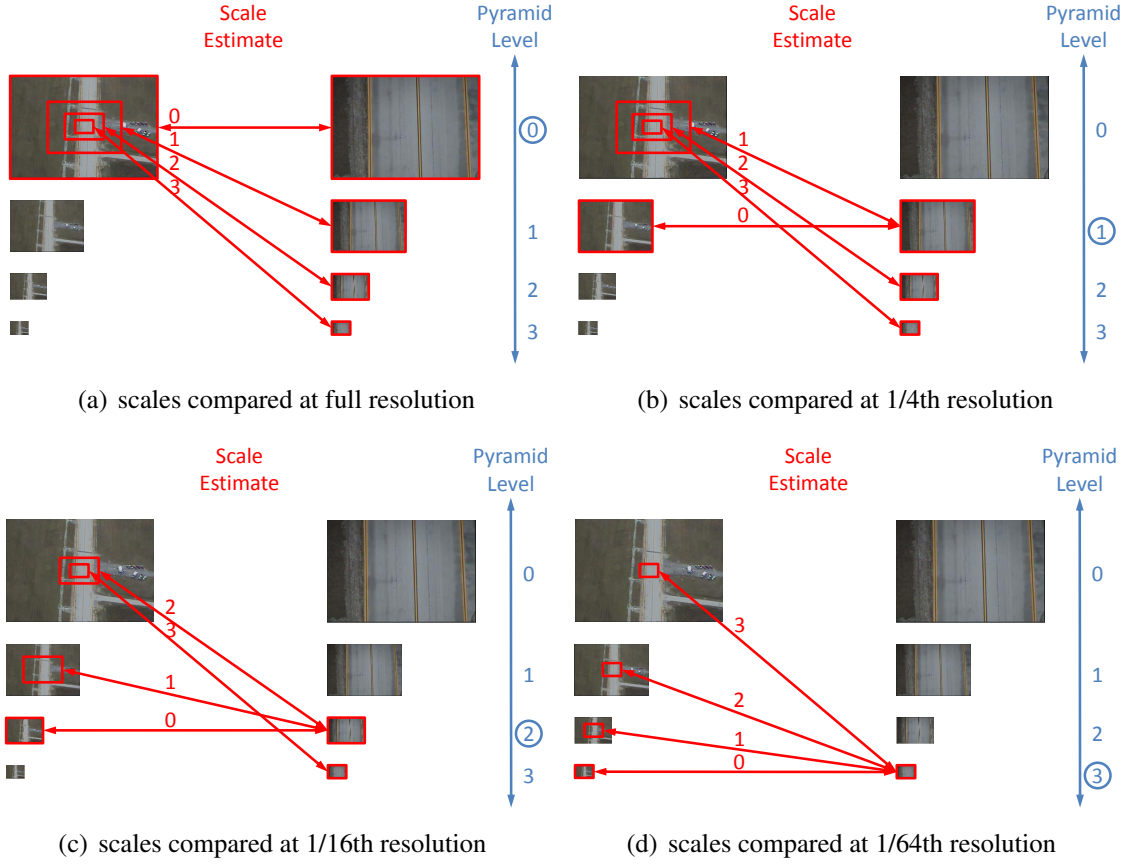 Scale
Estimate
Pyramid
Level
0
1
2
3
0
1
2
3
(a) scales compared at full resolution
Scale
Estimate
Pyramid
Level
1
2
3
0
0
1
2
3
(b) scales compared at 1/4th resolution
Scale
Estimate
Pyramid
Level
2
3
1
0
0
1
2
3
(c) scales compared at 1/16th resolution
Scale
Estimate
Pyramid
Level
3
2
1
0
0
1
2
3
(d) scales compared at 1/64th resolution